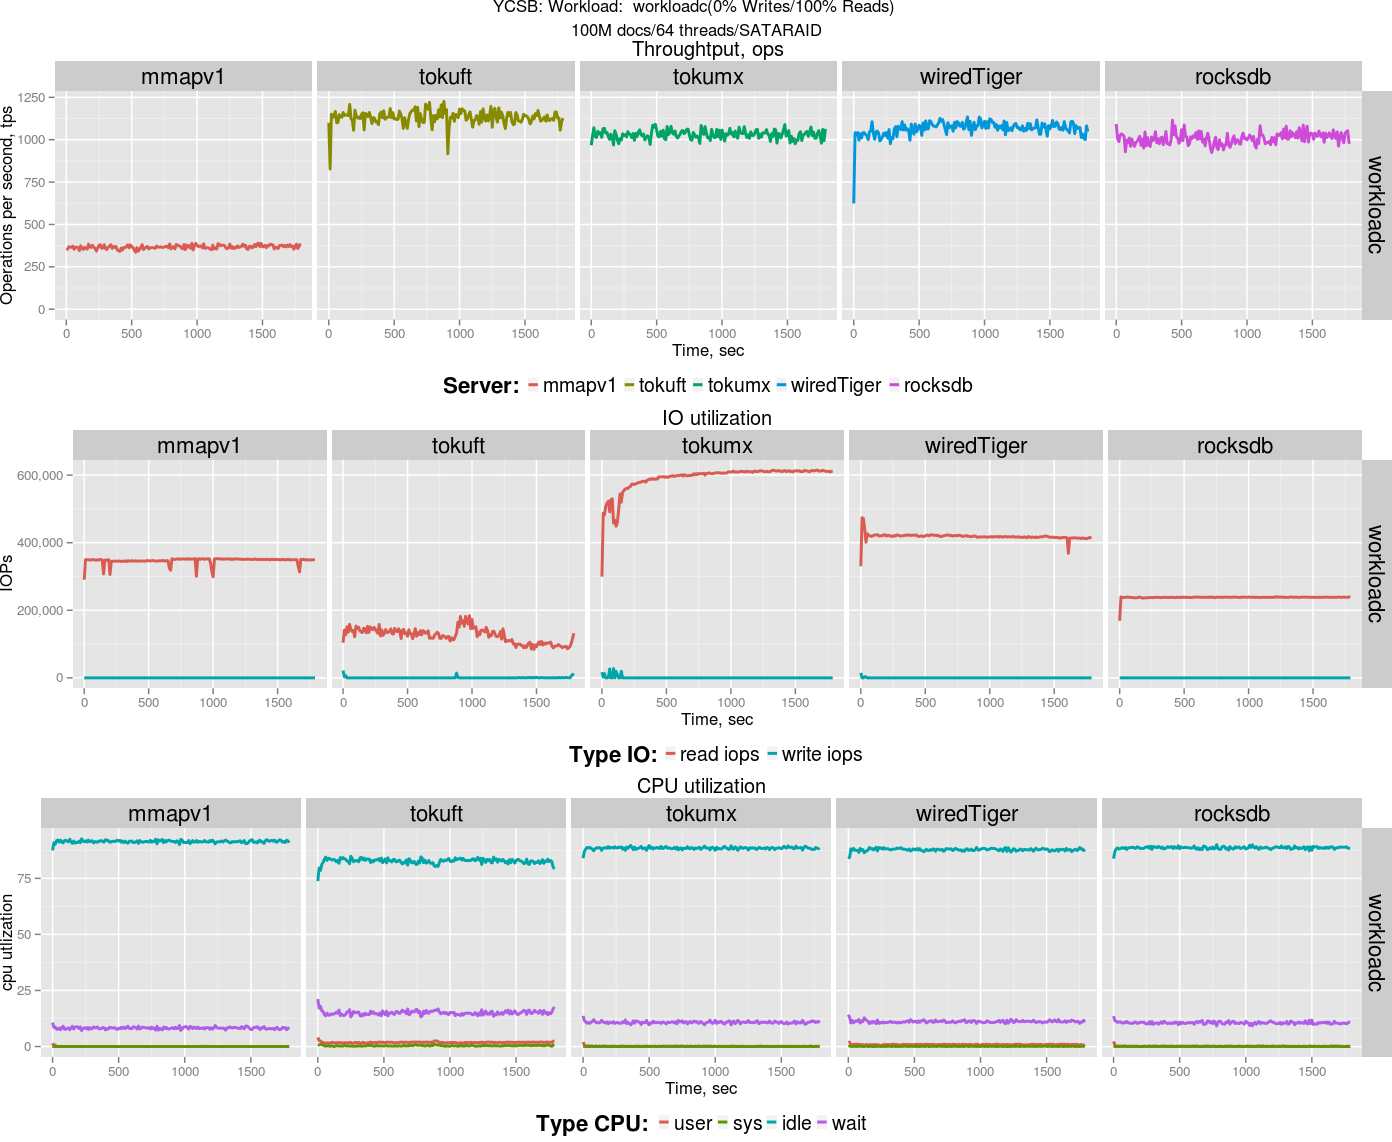 YCSB: Workload:  workloadc(0% Writes/100% Reads)
100M docs/64 threads/SATARAID
Throughtput, ops
mmapv1 tokuft tokumx wiredTiger rocksdb
Operations per second, tps
1250
1000
750
500
250
0
workloadc
0 500 1000 1500 0 500 1000 1500 0 500 1000 1500 0 500 1000 1500 0 500 1000 1500
Time, sec
Server: mmapv1 tokuft tokumx wiredTiger rocksdb
IO utilization
mmapv1 tokuft tokumx wiredTiger rocksdb
IOPs
600,000
400,000
200,000
0
workloadc
0 500 1000 1500 0 500 1000 1500 0 500 1000 1500 0 500 1000 1500 0 500 1000 1500
Time, sec
Type IO: read iops write iops
CPU utilization
mmapv1 tokuft tokumx wiredTiger rocksdb
cpu utlization
75
50
25
0
workloadc
0 500 1000 1500 0 500 1000 1500 0 500 1000 1500 0 500 1000 1500 0 500 1000 1500
Time, sec
Type CPU: user sys idle wait